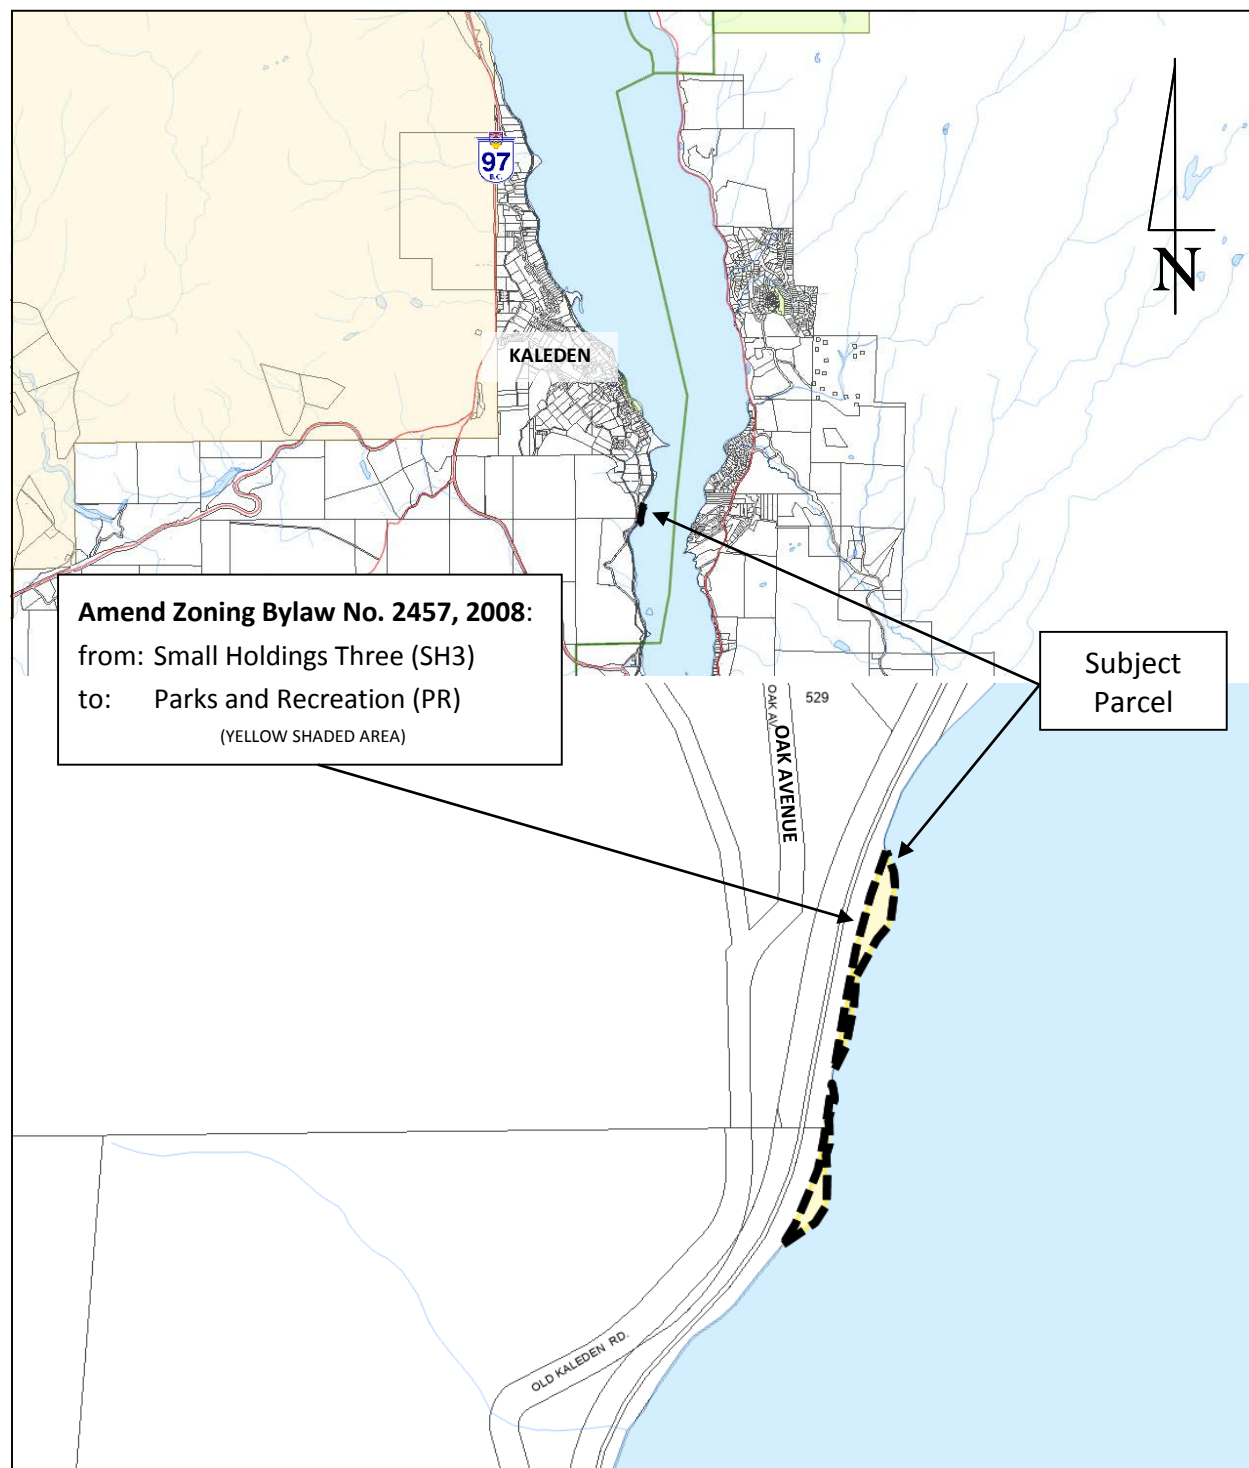 97
B.C.
N
KALEDEN
Amend Zoning Bylaw No. 2457, 2008:
from: Small Holdings Three (SH3)
to: Parks and Recreation (PR)
(YELLOW SHADED AREA)
Subject
Parcel
OAK AV
529
OAK AVENUE
OLD KALEDEN RD.